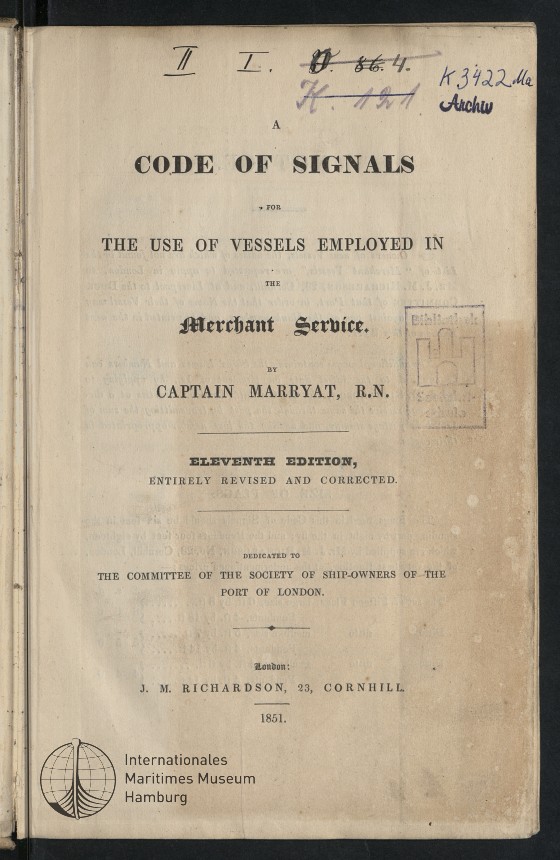 II I. D. 86. 4.
K 3422 Ma
K. 121
Archiv
A
CODE OF SIGNALS
FOR
THE USE OF VESSELS EMPLOYED IN
THE
Merchant Service.
BY
CAPTAIN MARRYAT, R.N.
ELEVENTH EDITION,
ENTIRELY REVISED AND CORRECTED.
DEDICATED TO
THE COMMITTEE OF THE SOCIETY OF SHIP-OWNERS OF THE
PORT OF LONDON.
London:
J. M. RICHARDSON, 23, CORNHILL.
1851.
Internationales
Maritimes Museum
Hamburg